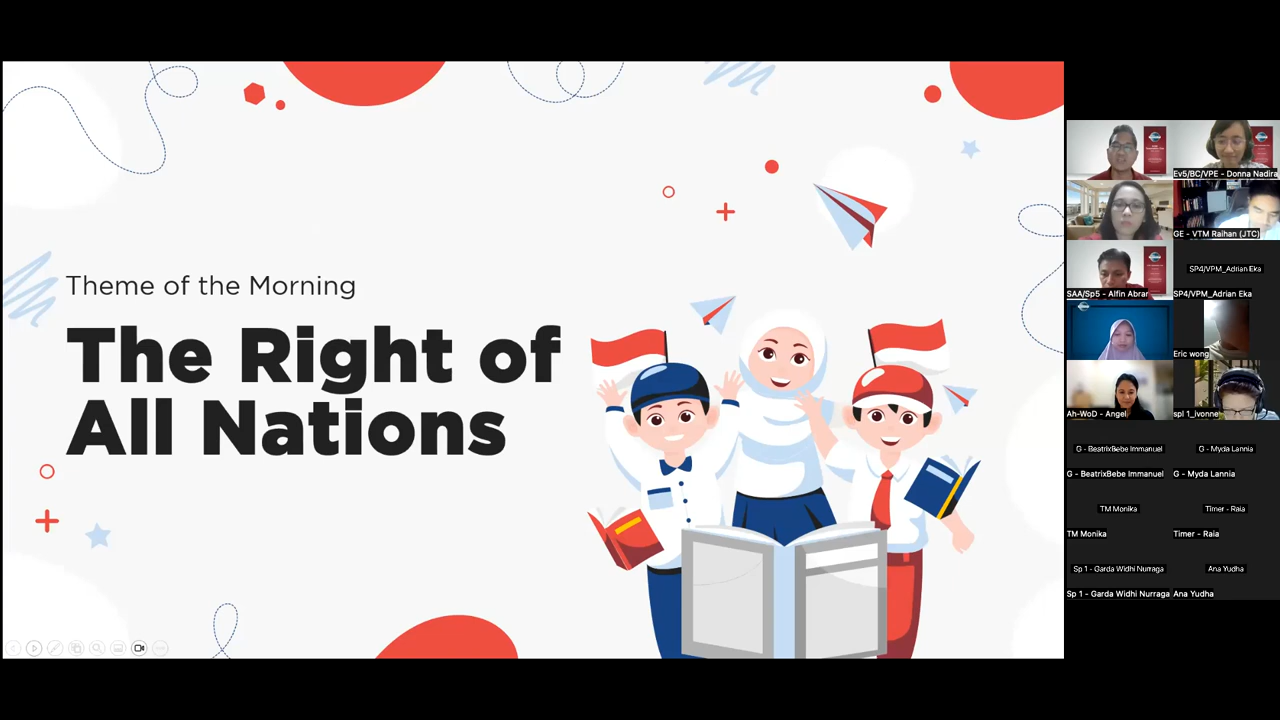 Theme of the Morning
The Right of
All Nations
Ev5/BC/VPE - Donna Nadira
GE - VTM Raihan (JTC)
SP4/VPM_Adrian Eka
SAA/Sp5 - Alfin Abrar
SP4/VPM_Adrian Eka
Eric wong
Ah-WoD - Angel
spl 1_Ivonne
G - BeatrixBebe Immanuel
G - Myda Lannia
G - BeatrixBebe Immanuel
G - Myda Lannia
TM Monika
Timer - Raia
TM Monika
Timer - Raia
Sp 1 - Garda Widhi Nurraga
Ana Yudha
Sp 1 - Garda Widhi Nurraga
Ana Yudha